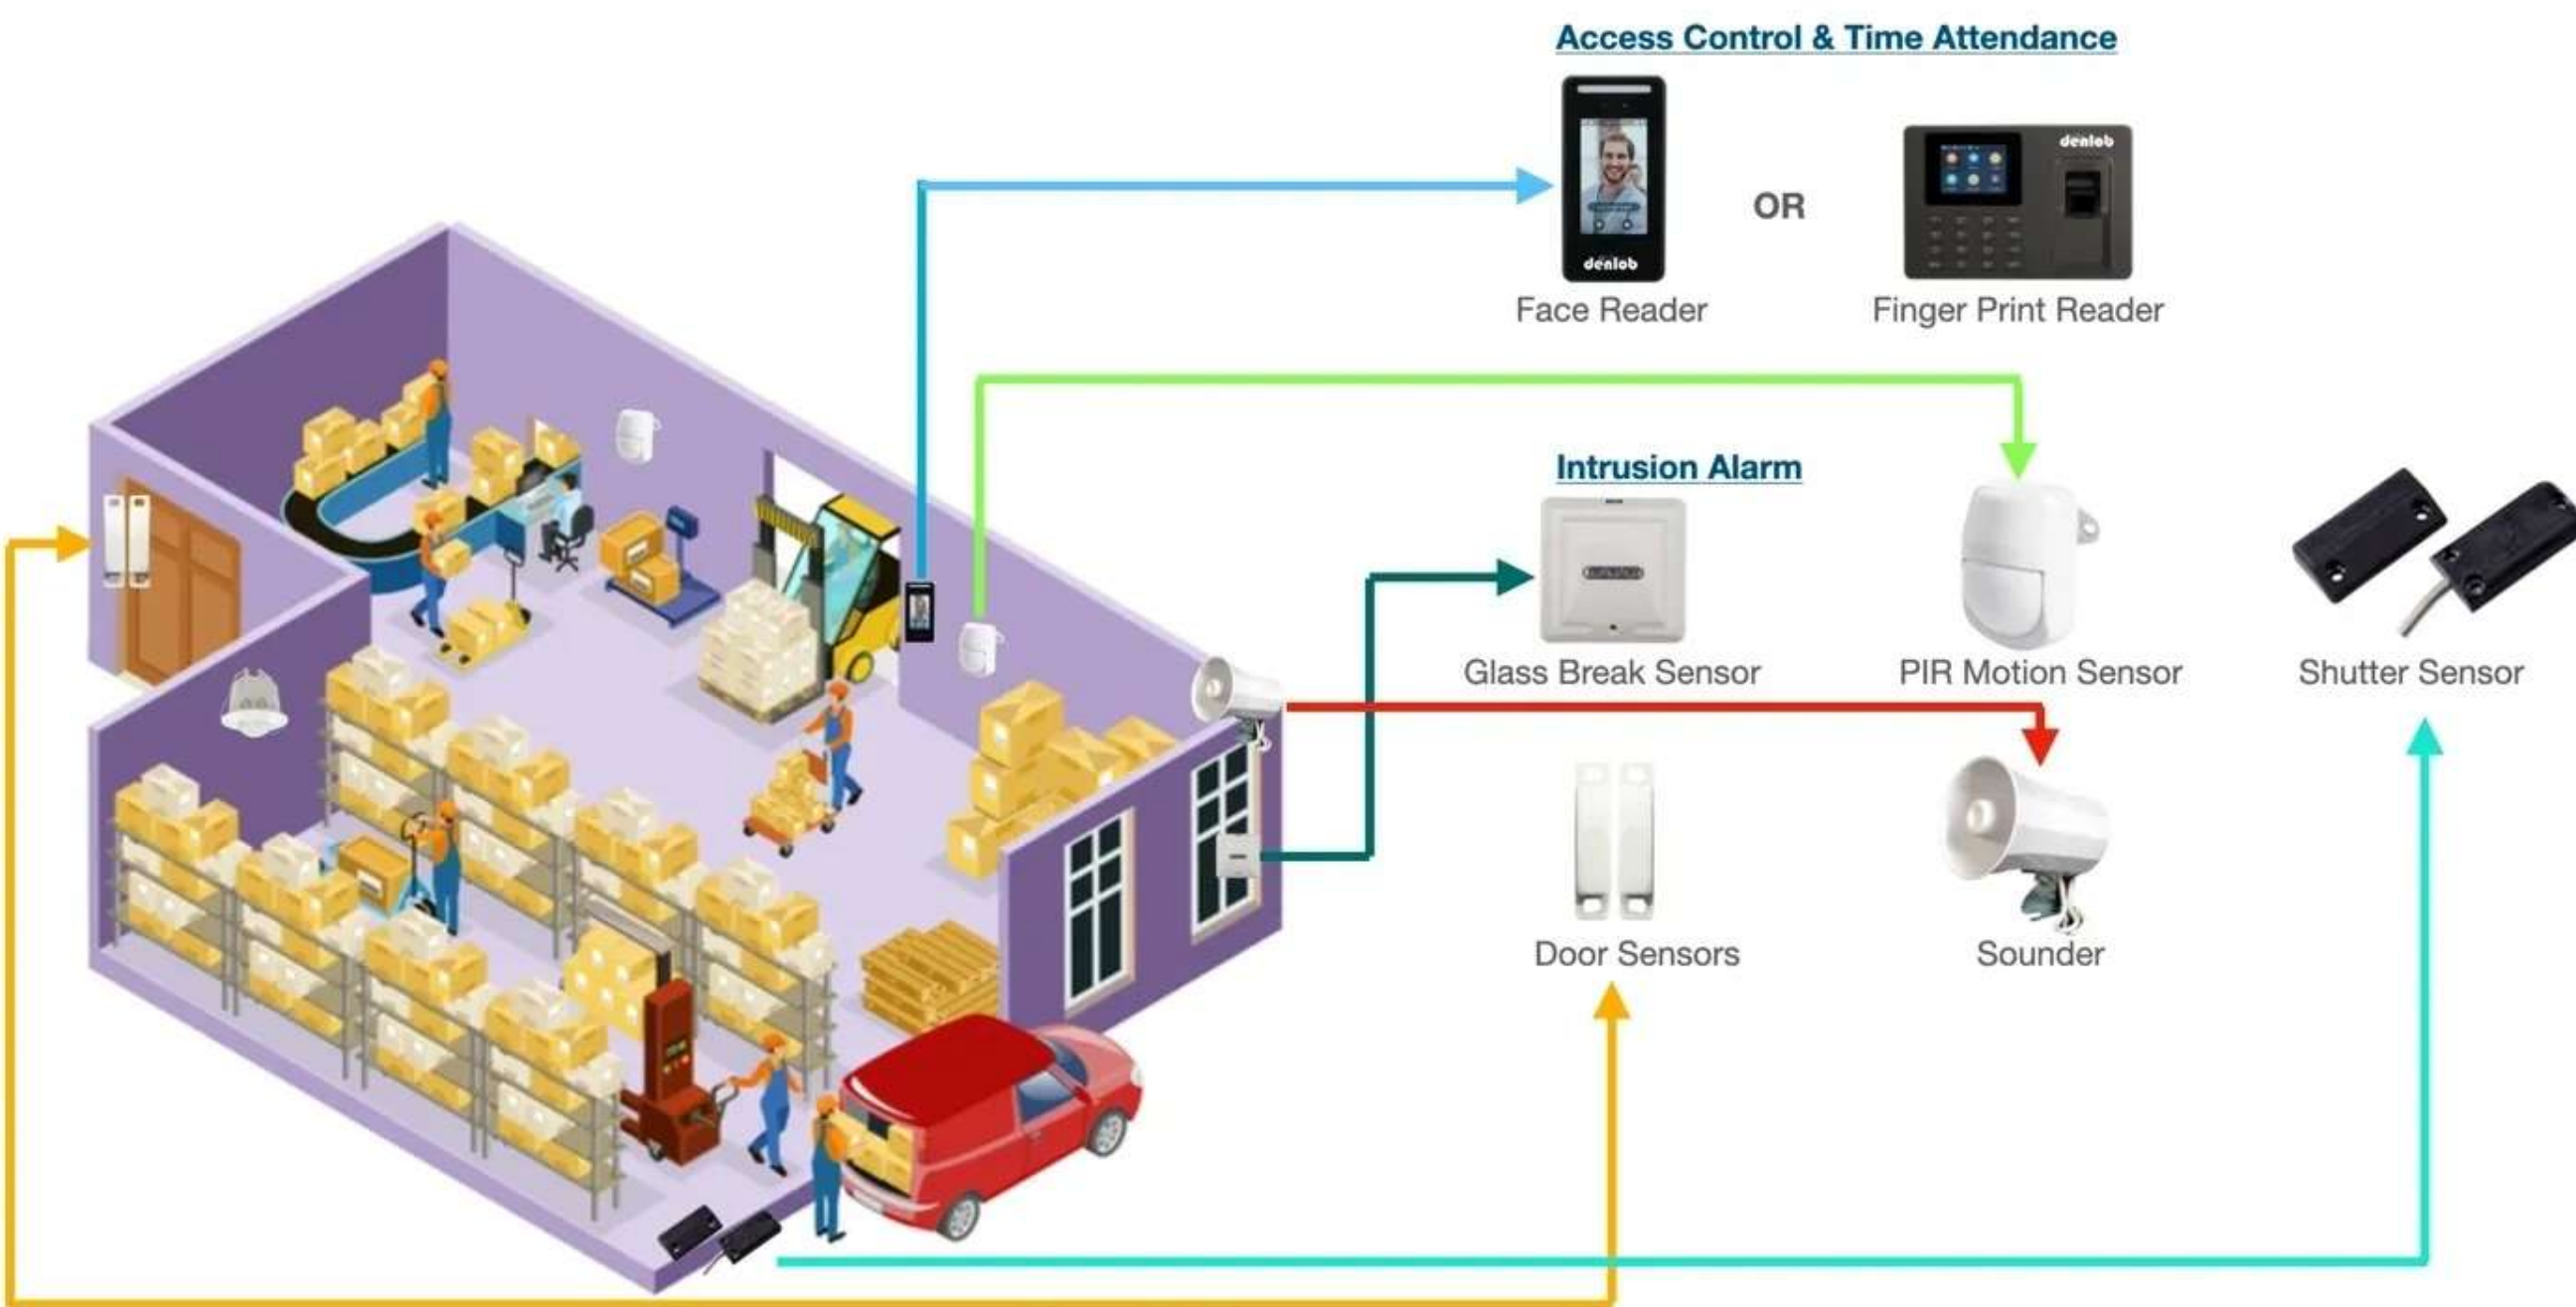 Access Control & Time Attendance
denlob
denlob
OR
Face Reader
Finger Print Reader
Intrusion Alarm
Glass Break Sensor
PIR Motion Sensor
Shutter Sensor
Door Sensors
Sounder